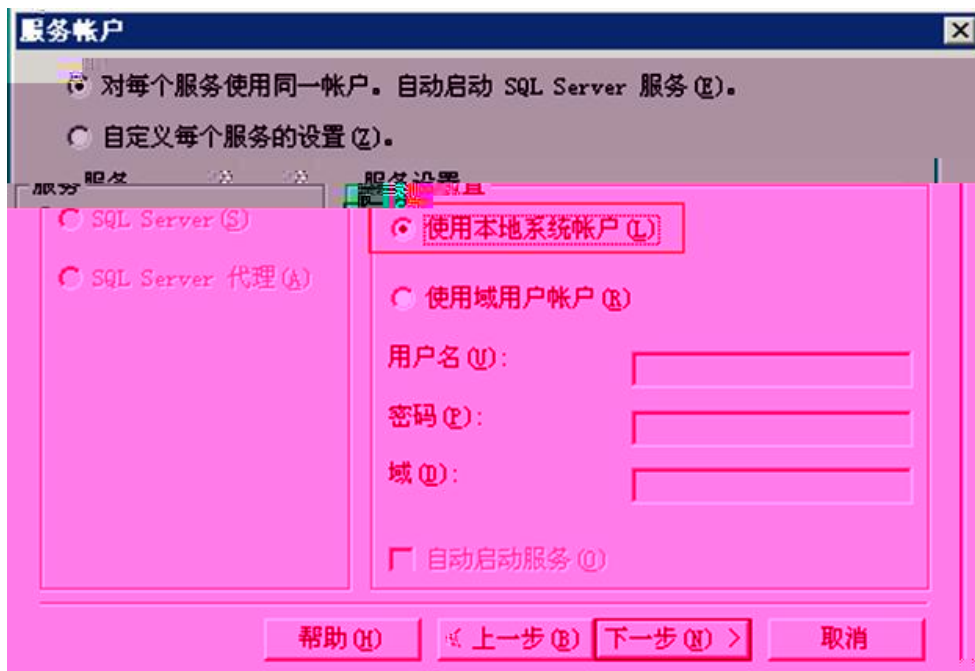 服务帐户
对每个服务使用同一帐户。自动启动 SQL Server 服务(E)。
自定义每个服务的设置(Z)。
服务
服务设置
SQL Server(S)
使用本地系统帐户(L)
SQL Server 代理(A)
使用域用户帐户(R)
用户名(U):
密码(P):
域(D):
自动启动服务(O)
帮助(H)
< 上一步(B)
下一步(N) >
取消